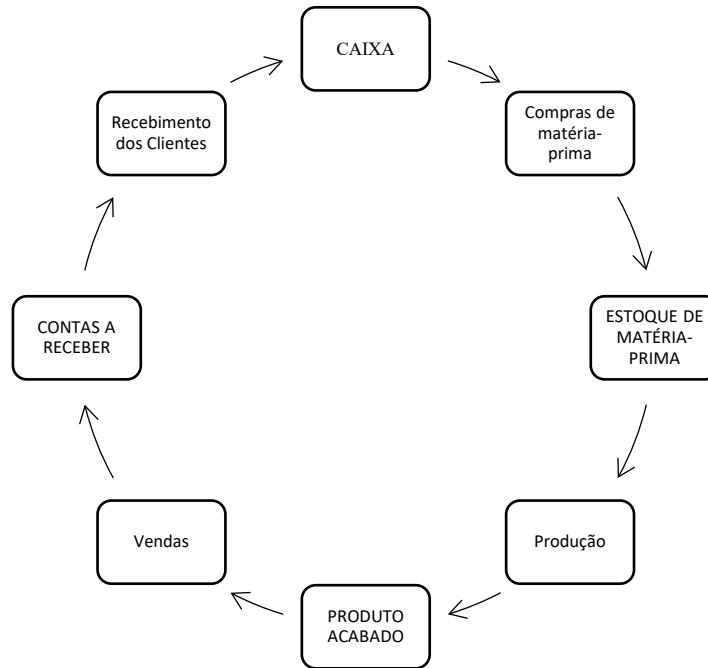 CAIXA
Compras de
matéria-
prima
ESTOQUE DE
MATÉRIA-
PRIMA
Produção
PRODUTO
ACABADO
Vendas
CONTAS A
RECEBER
Recebimento
dos Clientes